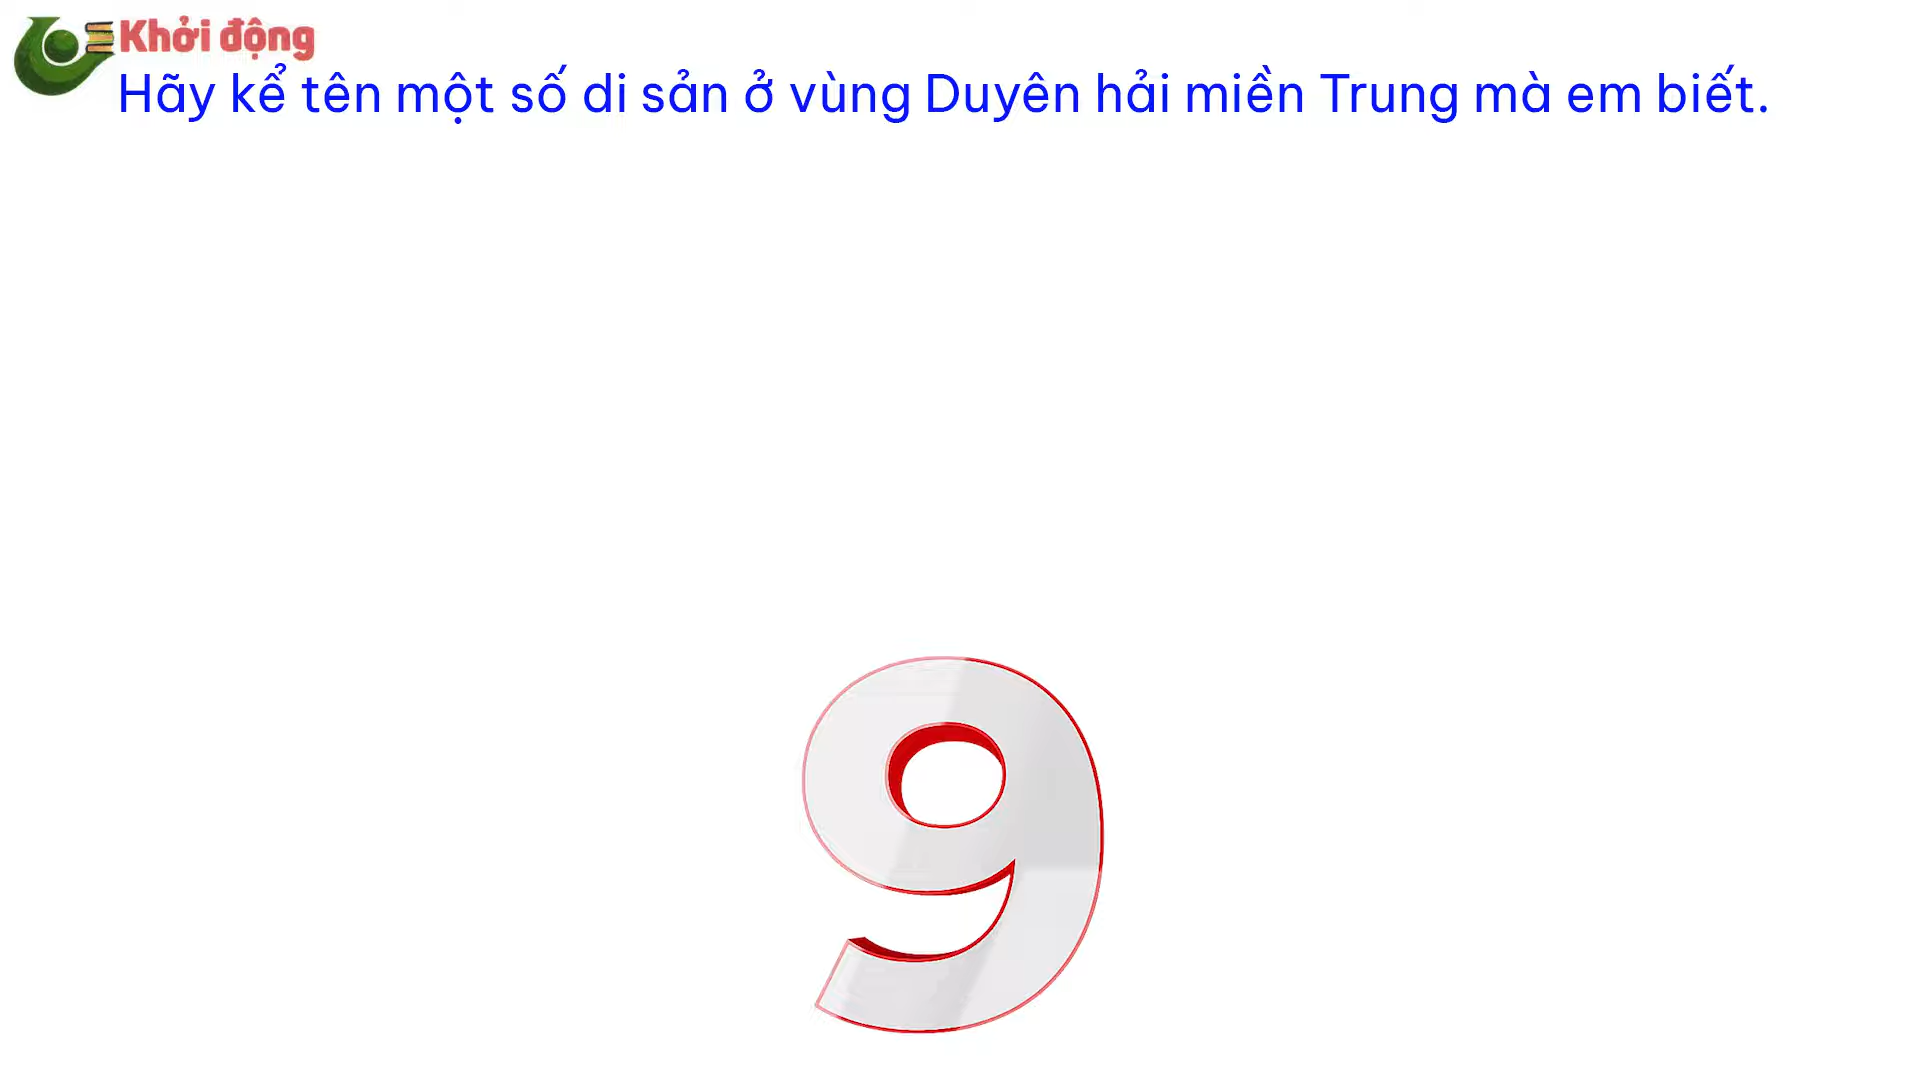 Khởi động
Hãy kể tên một số di sản ở vùng Duyên hải miền Trung mà em biết.
9